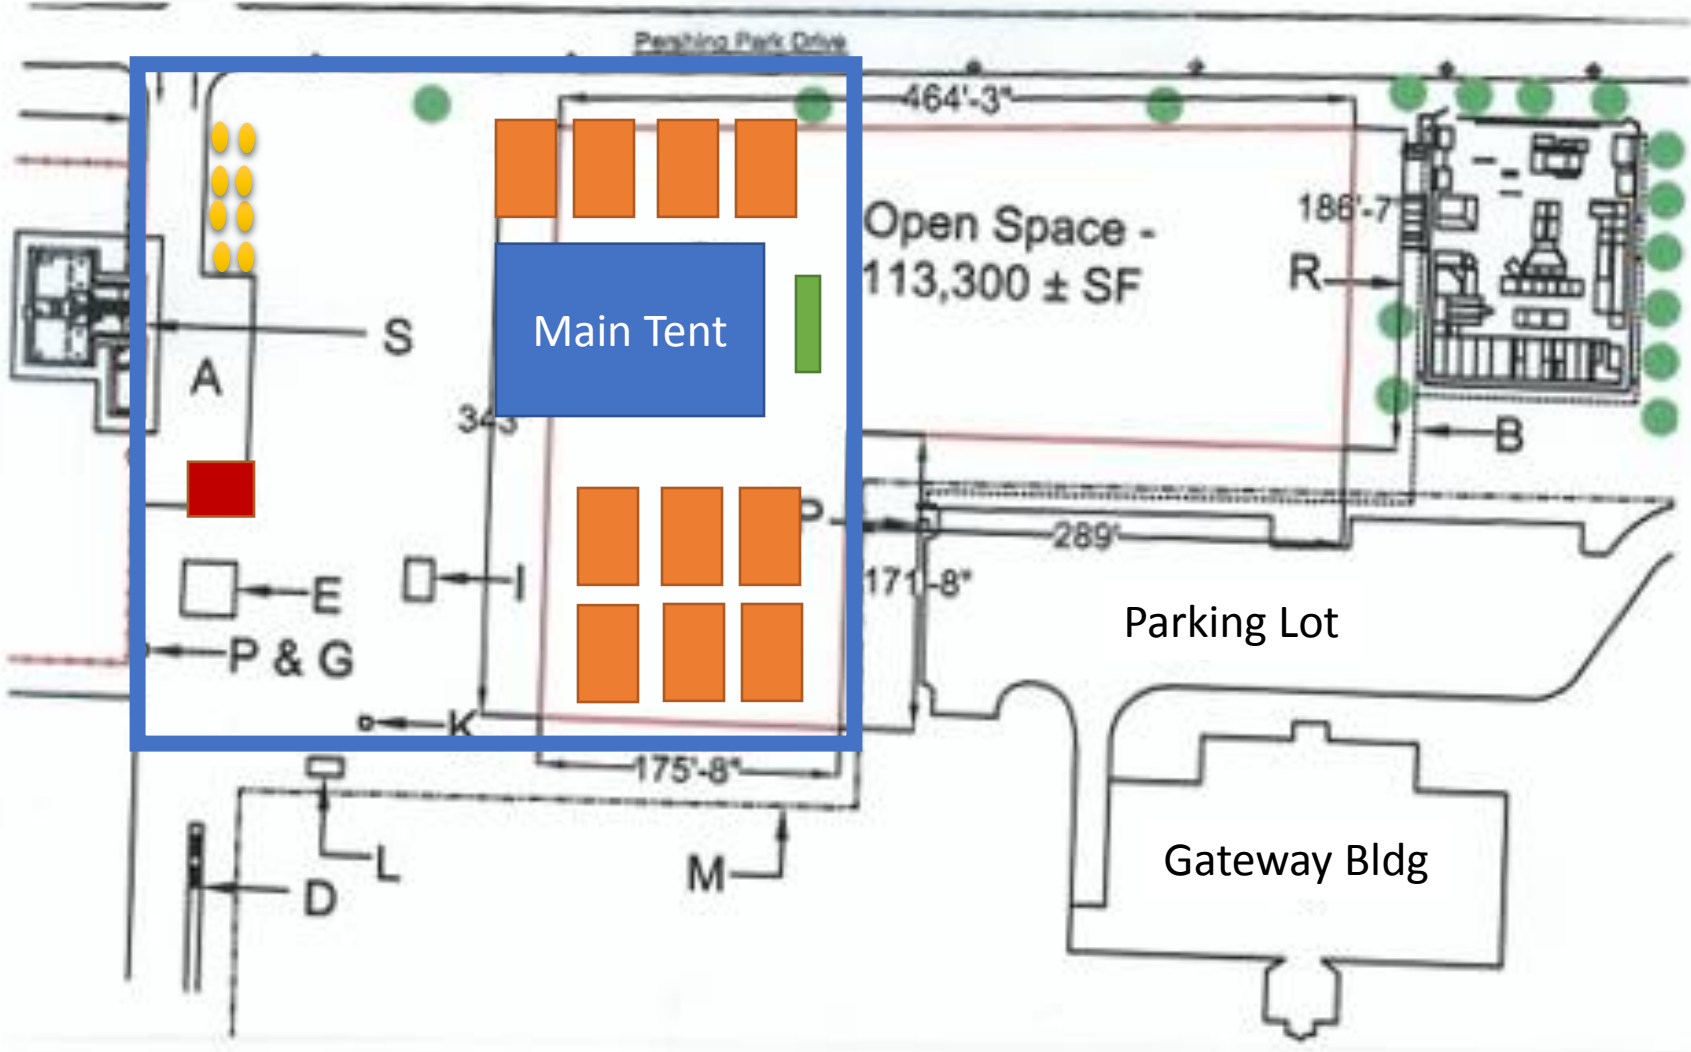 Pershing Park Drive
464'-3"
Open Space -
113,300 ± SF
186'-7"
R
S
Main Tent
A
343'
B
P
289'
E
I
171'-8"
Parking Lot
P & G
K
175'-8"
L
M
Gateway Bldg
D